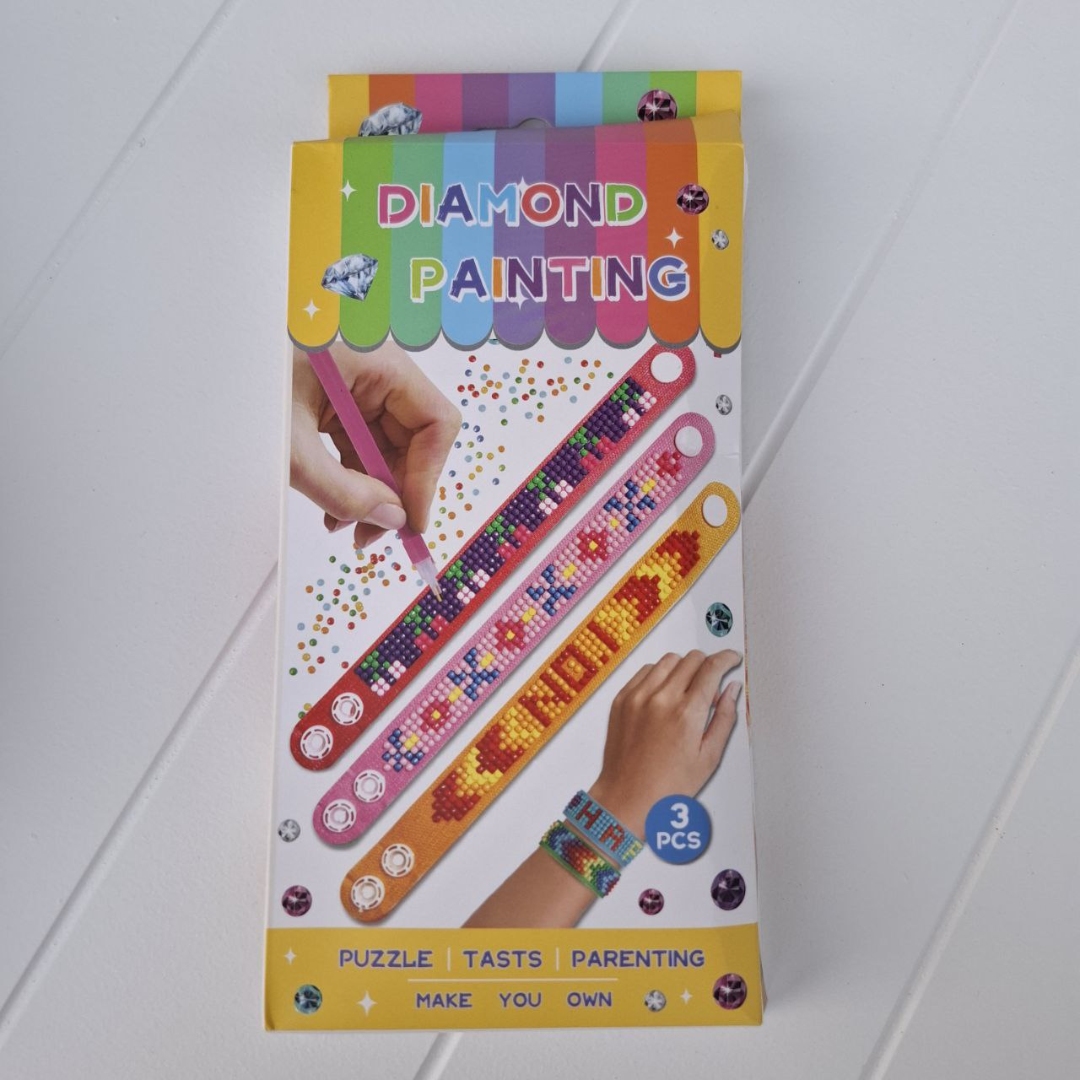 DIAMOND
PAINTING
3
PCS
PUZZLE | TASTS | PARENTING
MAKE YOU OWN